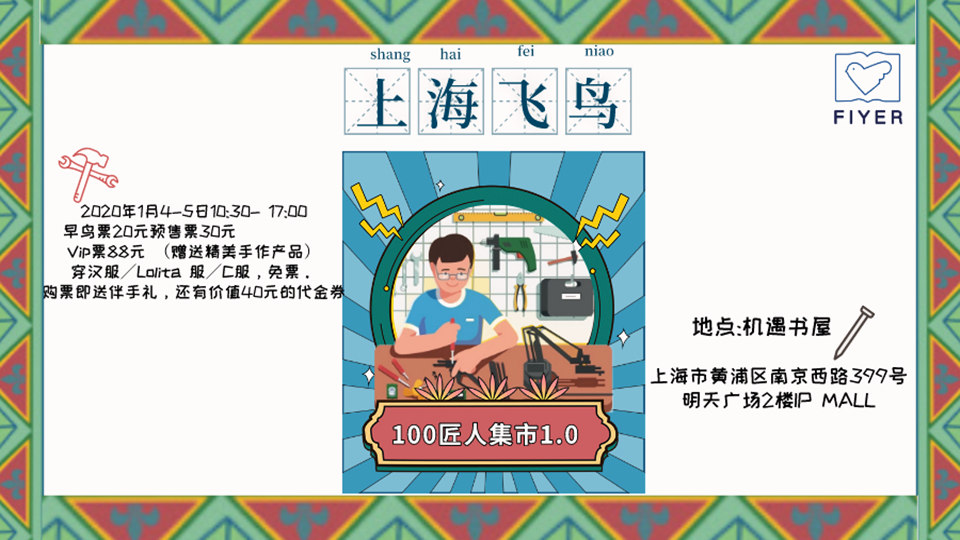 shang hai fei niao
上海飞鸟
FIYER
2020年1月4-5日10:30- 17:00
早鸟票20元预售票30元
Vip票88元 （赠送精美手作产品）
穿汉服/Lolita 服/C服，免票.
购票即送伴手礼，还有价值40元的代金券
100匠人集市1.0
地点:机遇书屋
上海市黄浦区南京西路399号
明天广场2楼IP MALL